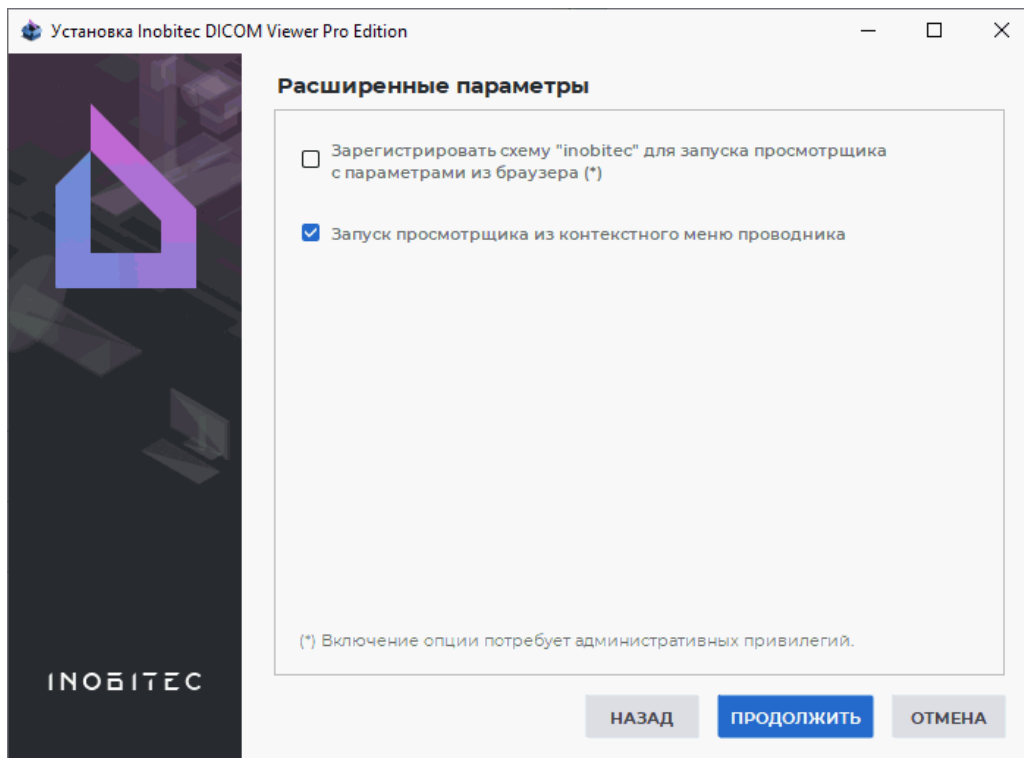 Установка Inobitec DICOM Viewer Pro Edition
Расширенные параметры
Зарегистрировать схему "inobitec" для запуска просмотрщика
с параметрами из браузера (*)
Запуск просмотрщика из контекстного меню проводника
(*) Включение опции потребует административных привилегий.
INOBITEC
НАЗАД
ПРОДОЛЖИТЬ
ОТМЕНА